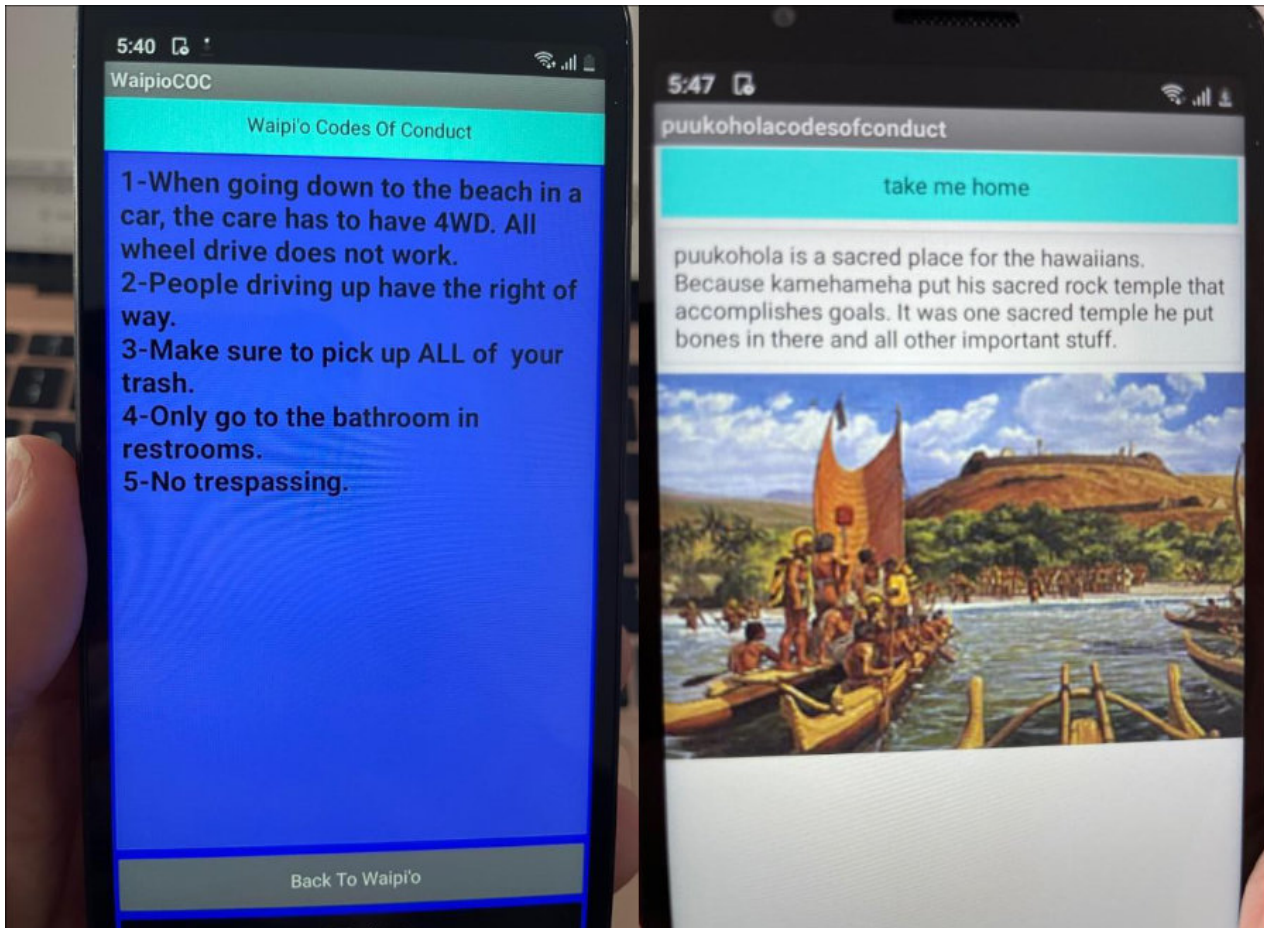 5:40
WaipioCOC
Waipi'o Codes Of Conduct
1-When going down to the beach in a
car, the care has to have 4WD. All
wheel drive does not work.
2-People driving up have the right of
way.
3-Make sure to pick up ALL of your
trash.
4-Only go to the bathroom in
restrooms.
5-No trespassing.
Back To Waipi'o
5:47
puukoholacodesofconduct
take me home
puukohola is a sacred place for the hawaiians.
Because kamehameha put his sacred rock temple that
accomplishes goals. It was one sacred temple he put
bones in there and all other important stuff.